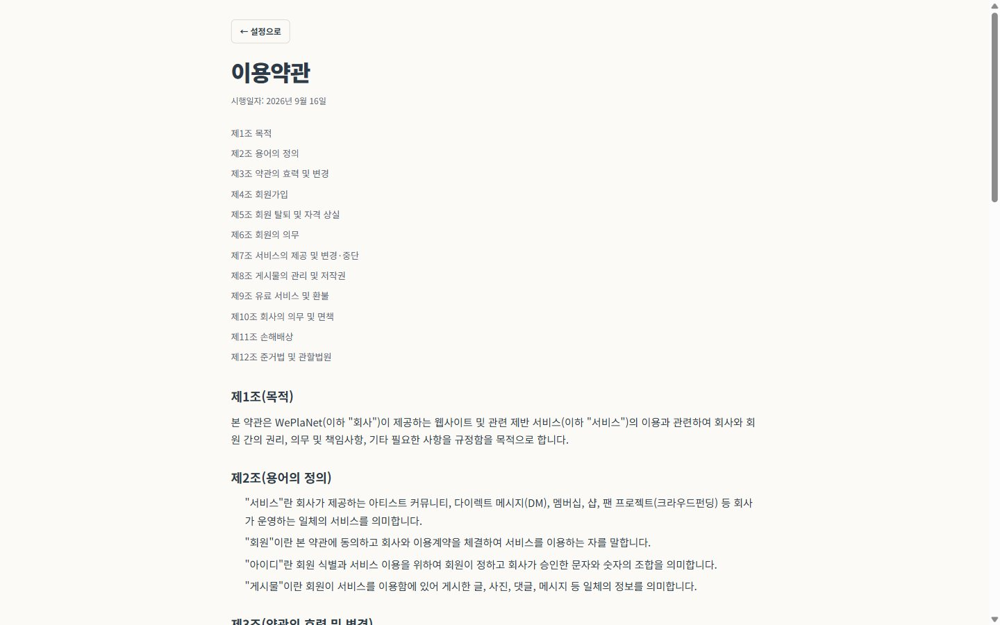 ← 설정으로
이용약관
시행일자: 2026년 9월 16일
제1조 목적
제2조 용어의 정의
제3조 약관의 효력 및 변경
제4조 회원가입
제5조 회원 탈퇴 및 자격 상실
제6조 회원의 의무
제7조 서비스의 제공 및 변경·중단
제8조 게시물의 관리 및 저작권
제9조 유료 서비스 및 환불
제10조 회사의 의무 및 면책
제11조 손해배상
제12조 준거법 및 관할법원
제1조(목적)
본 약관은 WePlaNet(이하 "회사")이 제공하는 웹사이트 및 관련 제반 서비스(이하 "서비스")의 이용과 관련하여 회사와 회
원 간의 권리, 의무 및 책임사항, 기타 필요한 사항을 규정함을 목적으로 합니다.
제2조(용어의 정의)
"서비스"란 회사가 제공하는 아티스트 커뮤니티, 다이렉트 메시지(DM), 멤버십, 샵, 팬 프로젝트(크라우드펀딩) 등 회사
가 운영하는 일체의 서비스를 의미합니다.
"회원"이란 본 약관에 동의하고 회사와 이용계약을 체결하여 서비스를 이용하는 자를 말합니다.
"아이디"란 회원 식별과 서비스 이용을 위하여 회원이 정하고 회사가 승인한 문자와 숫자의 조합을 의미합니다.
"게시물"이란 회원이 서비스를 이용함에 있어 게시한 글, 사진, 댓글, 메시지 등 일체의 정보를 의미합니다.
제3조(약관의 효력 및 변경)